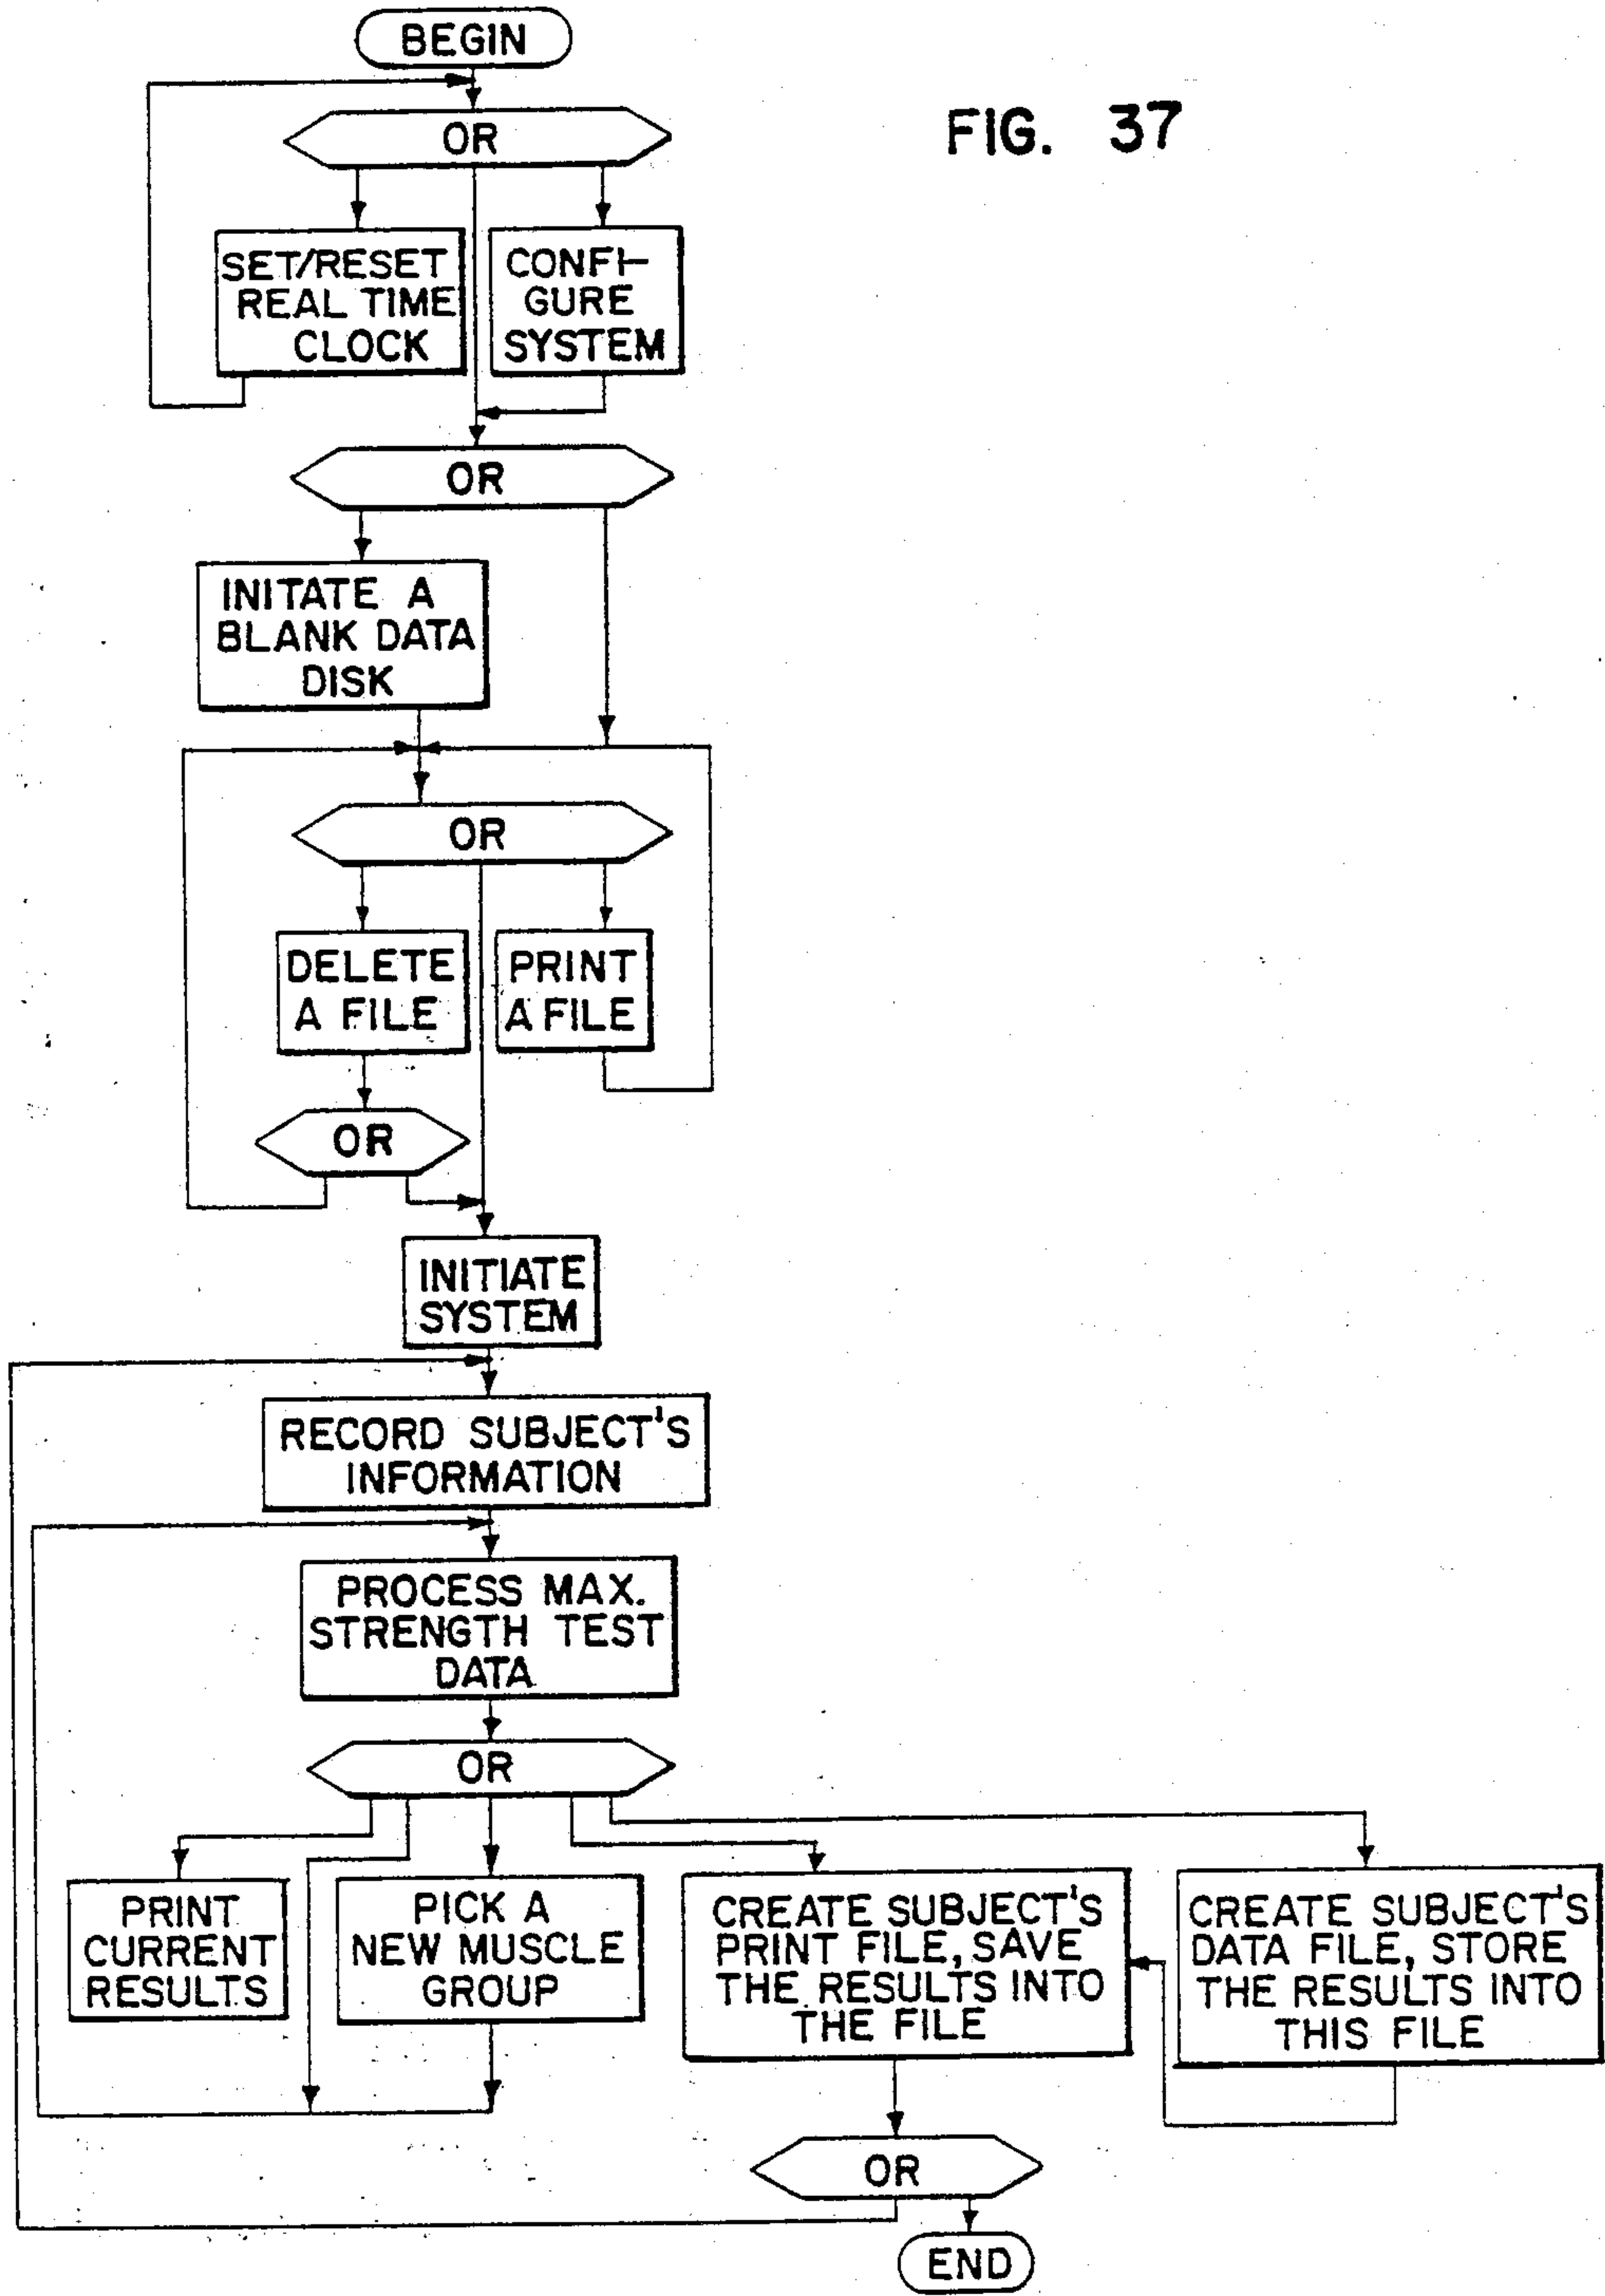 BEGIN
FIG. 37
OR
SET/RESET
REAL TIME
CLOCK
CONFI-
GURE
SYSTEM
OR
INITATE A
BLANK DATA
DISK
OR
DELETE
A FILE
PRINT
A FILE
OR
INITIATE
SYSTEM
RECORD SUBJECT'S
INFORMATION
PROCESS MAX.
STRENGTH TEST
DATA
OR
PRINT
CURRENT
RESULTS
PICK A
NEW MUSCLE
GROUP
CREATE SUBJECT'S
PRINT FILE, SAVE
THE RESULTS INTO
THE FILE
CREATE SUBJECT'S
DATA FILE, STORE
THE RESULTS INTO
THIS FILE
OR
END